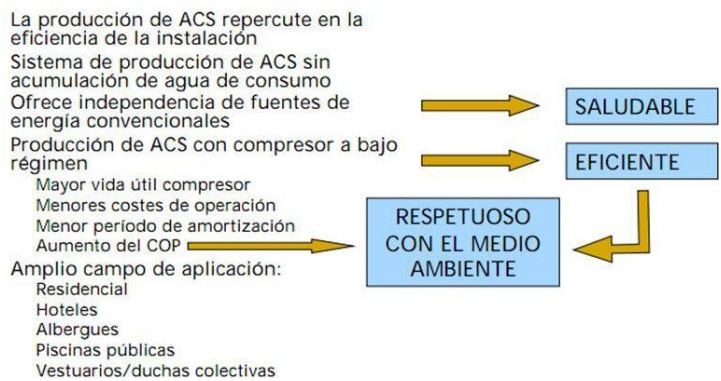 La producción de ACS repercute en la
eficiencia de la instalación
Sistema de producción de ACS sin
acumulación de agua de consumo
Ofrece independencia de fuentes de
energía convencionales
SALUDABLE
Producción de ACS con compresor a bajo
régimen
EFICIENTE
Mayor vida útil compresor
Menores costes de operación
Menor período de amortización
Aumento del COP
RESPETUOSO
CON EL MEDIO
AMBIENTE
Amplio campo de aplicación:
Residencial
Hoteles
Albergues
Piscinas públicas
Vestuarios/duchas colectivas